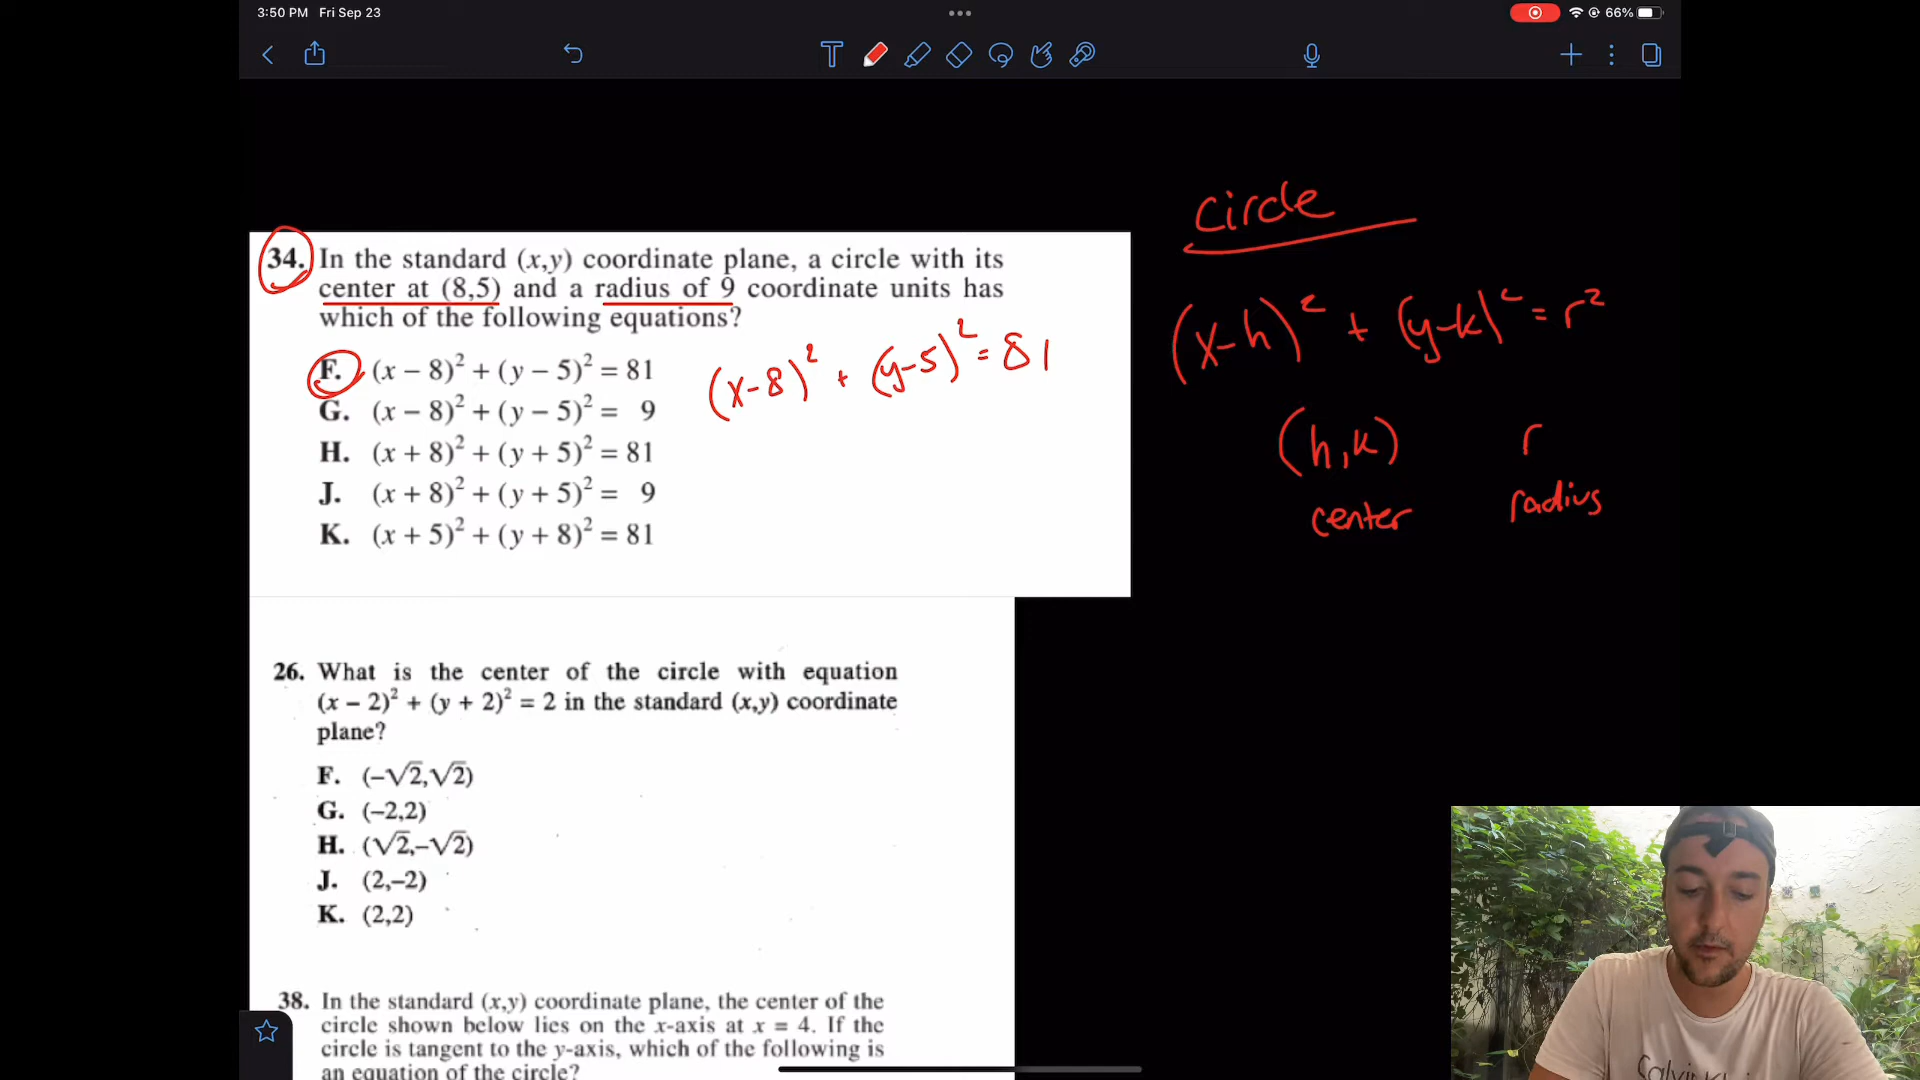 3:50 PM Fri Sep 23
66%
circle
(x-h)² + (y-k)² = r²
(h,k) r
center radius
34. In the standard (x,y) coordinate plane, a circle with its
center at (8,5) and a radius of 9 coordinate units has
which of the following equations?
F. (x – 8)² + (y – 5)² = 81
(x-8)² + (y-5)² = 81
G. (x – 8)² + (y – 5)² = 9
H. (x + 8)² + (y + 5)² = 81
J. (x + 8)² + (y + 5)² = 9
K. (x + 5)² + (y + 8)² = 81
26. What is the center of the circle with equation
(x – 2)² + (y + 2)² = 2 in the standard (x,y) coordinate
plane?
F. (–√2,√2)
G. (–2,2)
H. (√2,–√2)
J. (2,–2)
K. (2,2)
38. In the standard (x,y) coordinate plane, the center of the
circle shown below lies on the x-axis at x = 4. If the
circle is tangent to the y-axis, which of the following is
an equation of the circle?